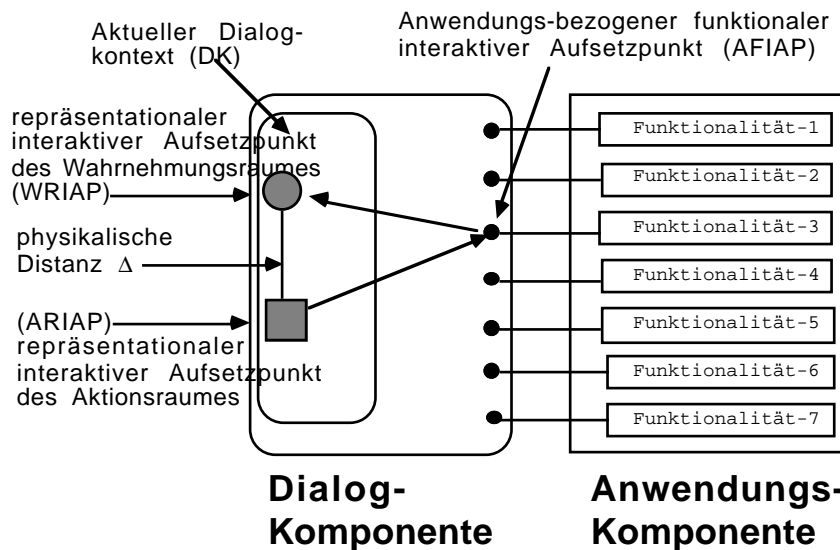 Aktueller Dialog-
kontext (DK)
Anwendungs-bezogener funktionaler
interaktiver Aufsetzpunkt (AFIAP)
repräsentationaler
interaktiver Aufsetzpunkt
des Wahrnehmungsraumes
(WRIAP)
physikalische
Distanz Δ
(ARIAP)
repräsentationaler
interaktiver Aufsetzpunkt
des Aktionsraumes
Funktionalität-1
Funktionalität-2
Funktionalität-3
Funktionalität-4
Funktionalität-5
Funktionalität-6
Funktionalität-7
Dialog-
Komponente
Anwendungs-
Komponente